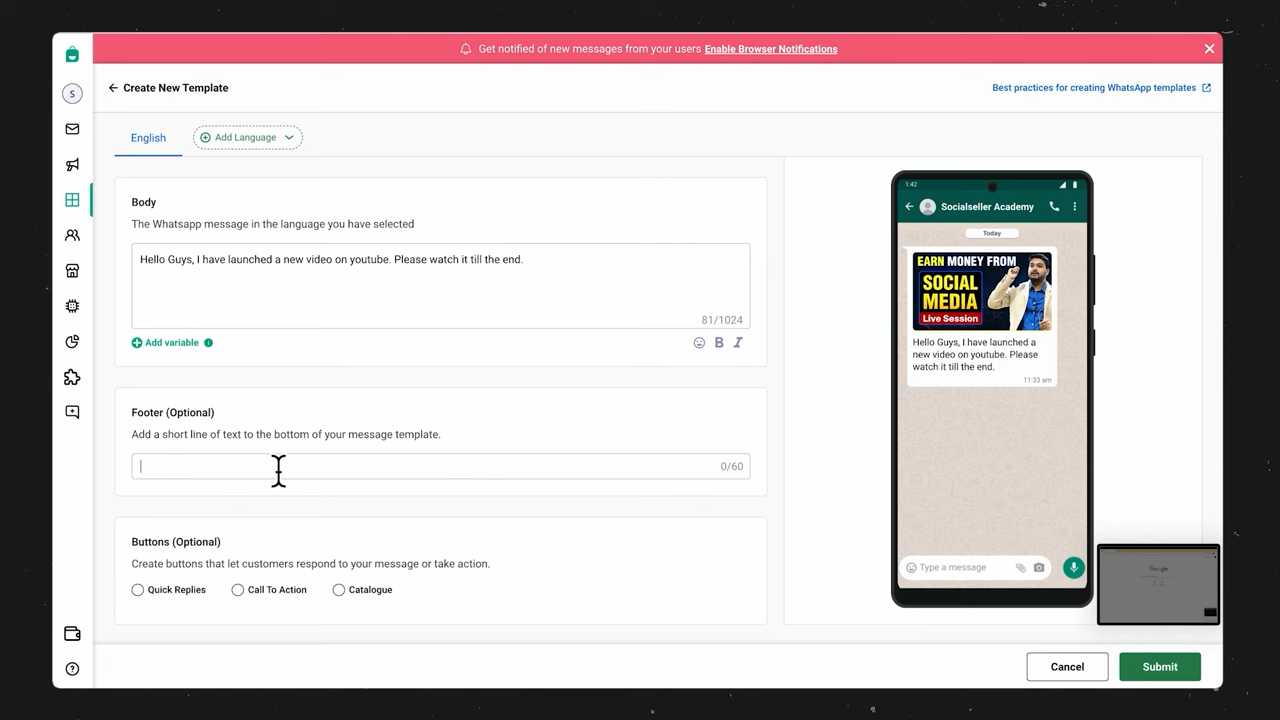 Get notified of new messages from your users Enable Browser Notifications
S
Create New Template
Best practices for creating WhatsApp templates
English
Add Language
Body
The Whatsapp message in the language you have selected
Hello Guys, I have launched a new video on youtube. Please watch it till the end.
81/1024
Add variable
B I
Footer (Optional)
Add a short line of text to the bottom of your message template.
0/60
Buttons (Optional)
Create buttons that let customers respond to your message or take action.
Quick Replies
Call To Action
Catalogue
1:42
Socialseller Academy
Today
EARN MONEY FROM
SOCIAL
MEDIA
Live Session
Hello Guys, I have launched a
new video on youtube. Please
watch it till the end.
11:33 am
Type a message
Google
Cancel
Submit